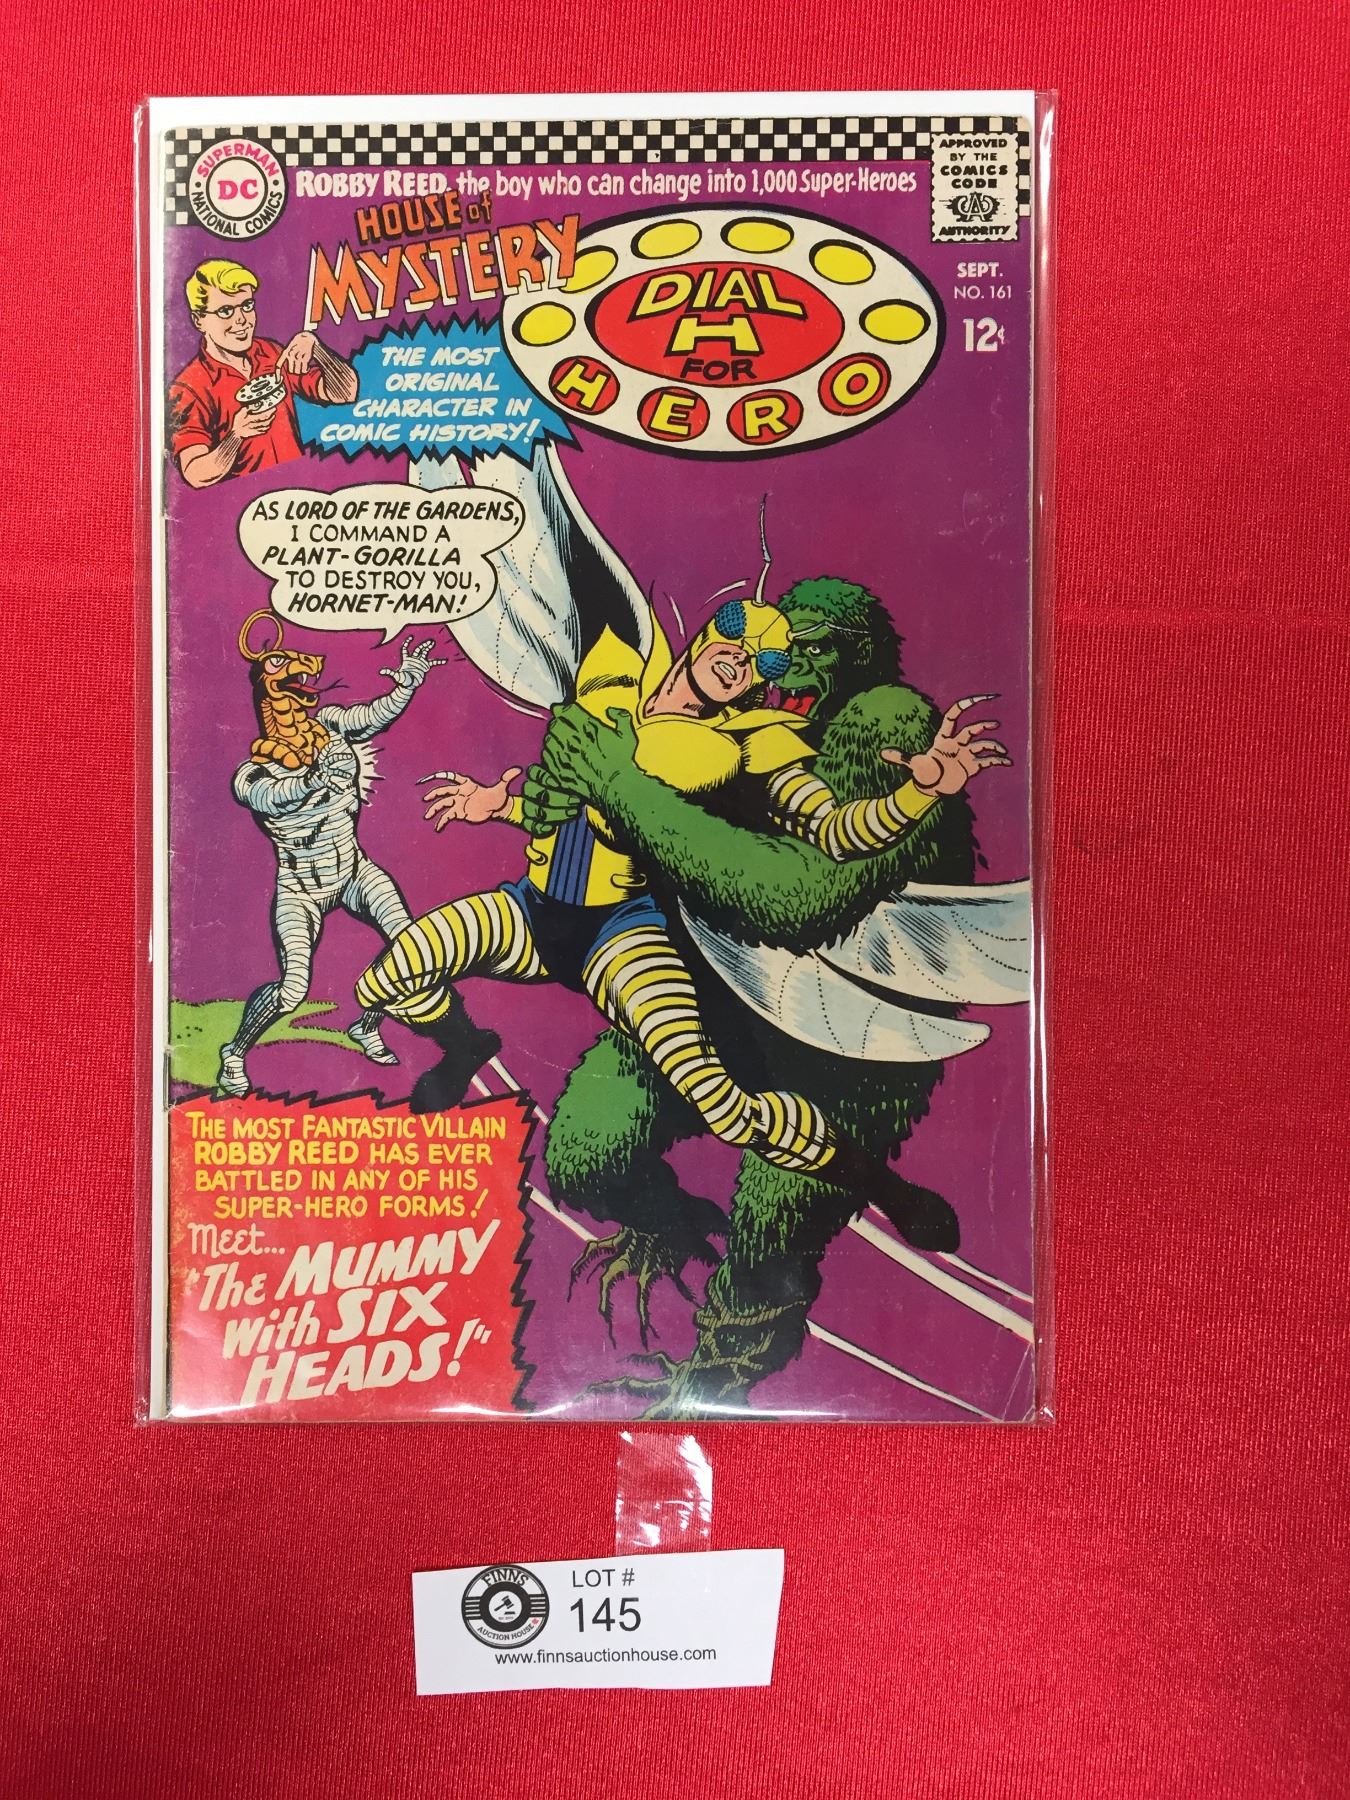 SUPERMAN
DC
NATIONAL COMICS
ROBBY REED, the boy who can change into 1,000 Super-Heroes
APPROVED
BY THE
COMICS
CODE
CA
AUTHORITY
HOUSE of
MYSTERY
DIAL
H
FOR
HERO
SEPT.
NO. 161
12¢
THE MOST
ORIGINAL
CHARACTER IN
COMIC HISTORY!
AS LORD OF THE GARDENS,
I COMMAND A
PLANT-GORILLA
TO DESTROY YOU,
HORNET-MAN!
THE MOST FANTASTIC VILLAIN
ROBBY REED HAS EVER
BATTLED IN ANY OF HIS
SUPER-HERO FORMS!
MEET...
"THE MUMMY
with SIX
HEADS!"
FINNS
AUCTION HOUSE
LOT #
145
www.finnsauctionhouse.com